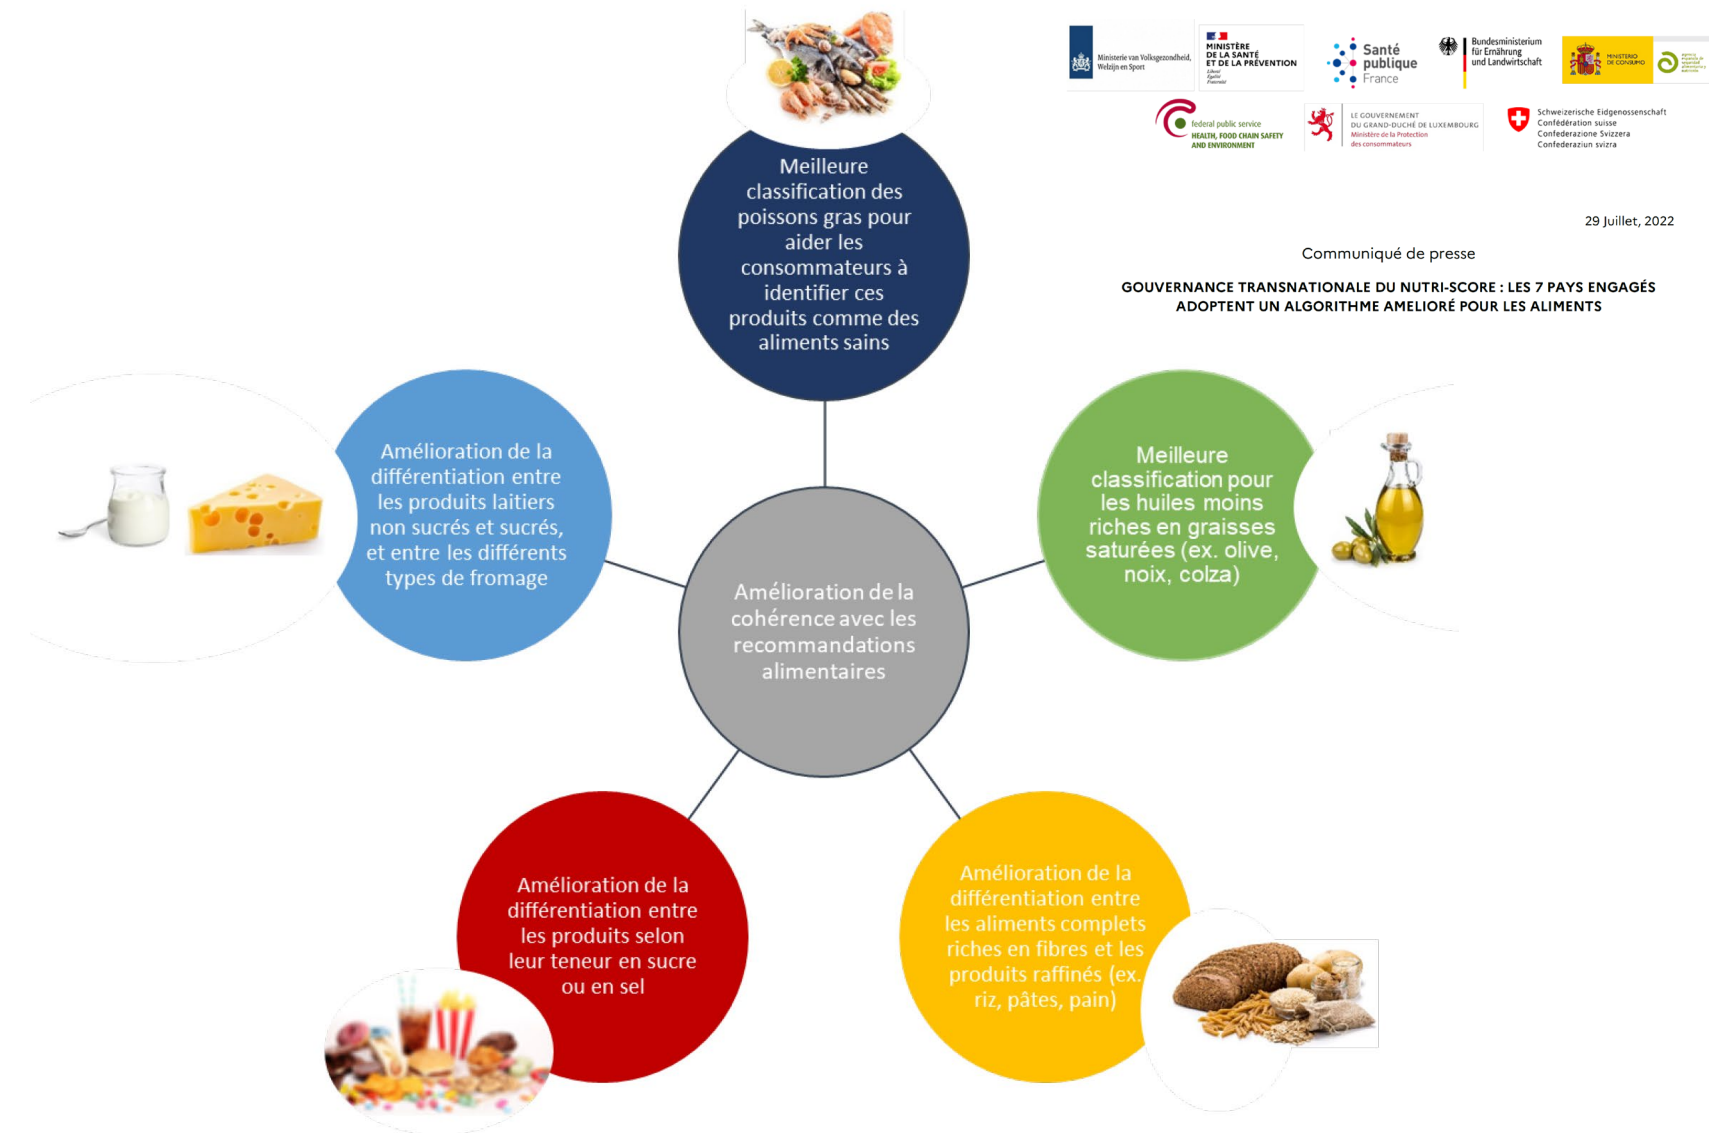 Ministerie van Volksgezondheid,
Welzijn en Sport
MINISTÈRE
DE LA SANTÉ
ET DE LA PRÉVENTION
Liberté
Égalité
Fraternité
Santé
publique
France
Bundesministerium
für Ernährung
und Landwirtschaft
MINISTERIO
DE CONSUMO
federal public service
HEALTH, FOOD CHAIN SAFETY
AND ENVIRONMENT
LE GOUVERNEMENT
DU GRAND-DUCHÉ DE LUXEMBOURG
Ministère de la Protection
des consommateurs
Schweizerische Eidgenossenschaft
Confédération suisse
Confederazione Svizzera
Confederaziun svizra
29 Juillet, 2022
Communiqué de presse
GOUVERNANCE TRANSNATIONALE DU NUTRI-SCORE : LES 7 PAYS ENGAGÉS
ADOPTENT UN ALGORITHME AMELIORÉ POUR LES ALIMENTS
Meilleure
classification des
poissons gras pour
aider les
consommateurs à
identifier ces
produits comme des
aliments sains
Amélioration de la
différentiation entre
les produits laitiers
non sucrés et sucrés,
et entre les différents
types de fromage
Meilleure
classification pour
les huiles moins
riches en graisses
saturées (ex. olive,
noix, colza)
Amélioration de la
cohérence avec les
recommandations
alimentaires
Amélioration de la
différentiation entre
les produits selon
leur teneur en sucre
ou en sel
Amélioration de la
différentiation entre
les aliments complets
riches en fibres et les
produits raffinés (ex.
riz, pâtes, pain)